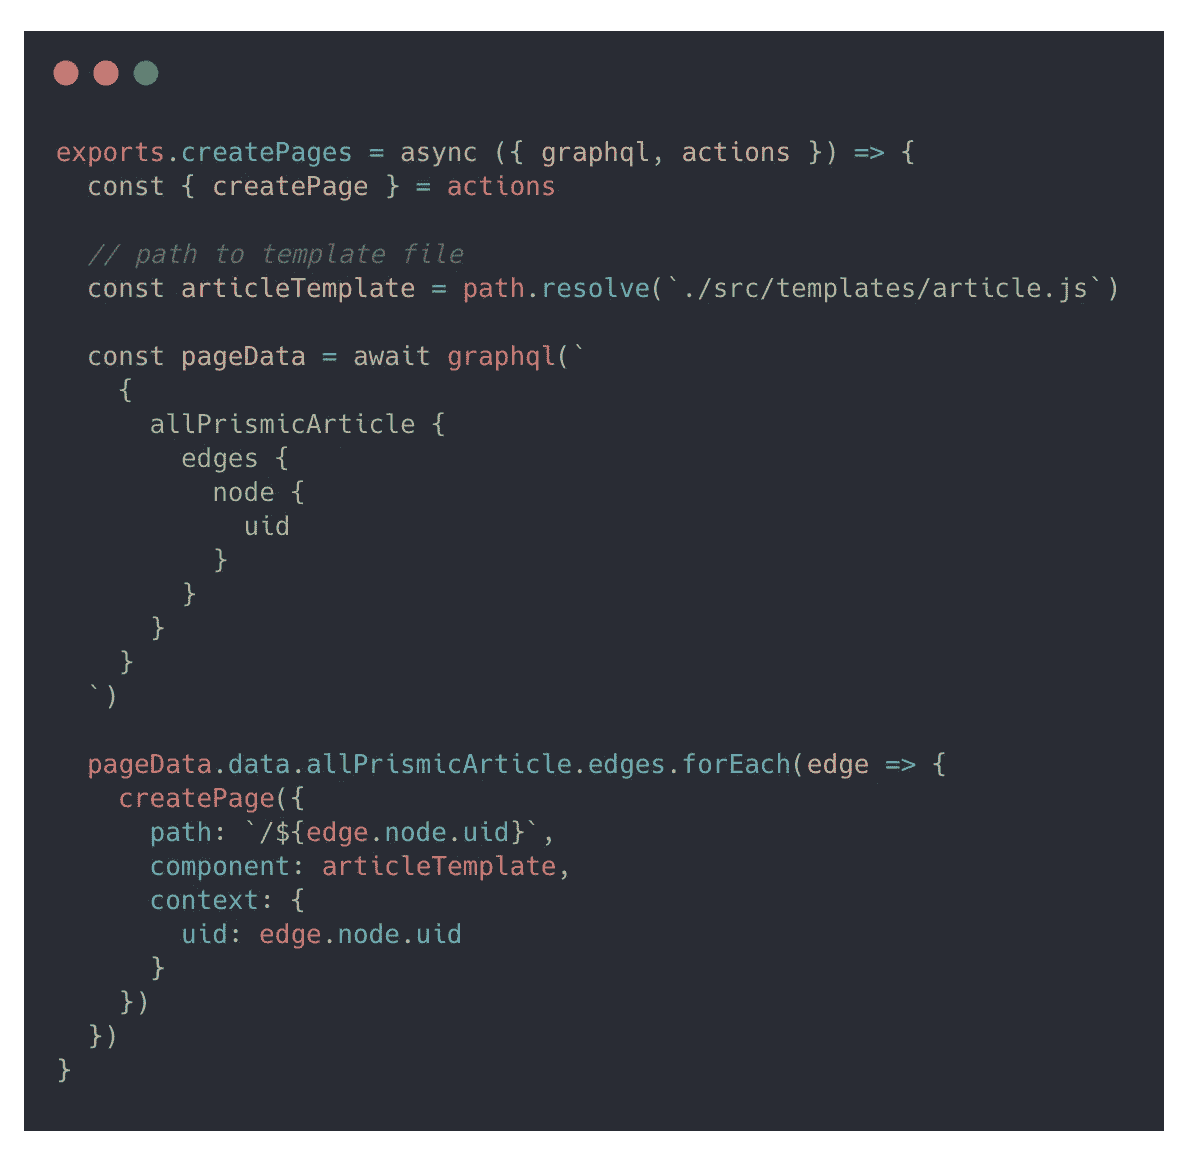 exports.createPages = async ({ graphql, actions }) => {
  const { createPage } = actions

  // path to template file
  const articleTemplate = path.resolve(`./src/templates/article.js`)

  const pageData = await graphql(`
    {
      allPrismicArticle {
        edges {
          node {
            uid
          }
        }
      }
    }
  `)

  pageData.data.allPrismicArticle.edges.forEach(edge => {
    createPage({
      path: `/${edge.node.uid}`,
      component: articleTemplate,
      context: {
        uid: edge.node.uid
      }
    })
  })
}